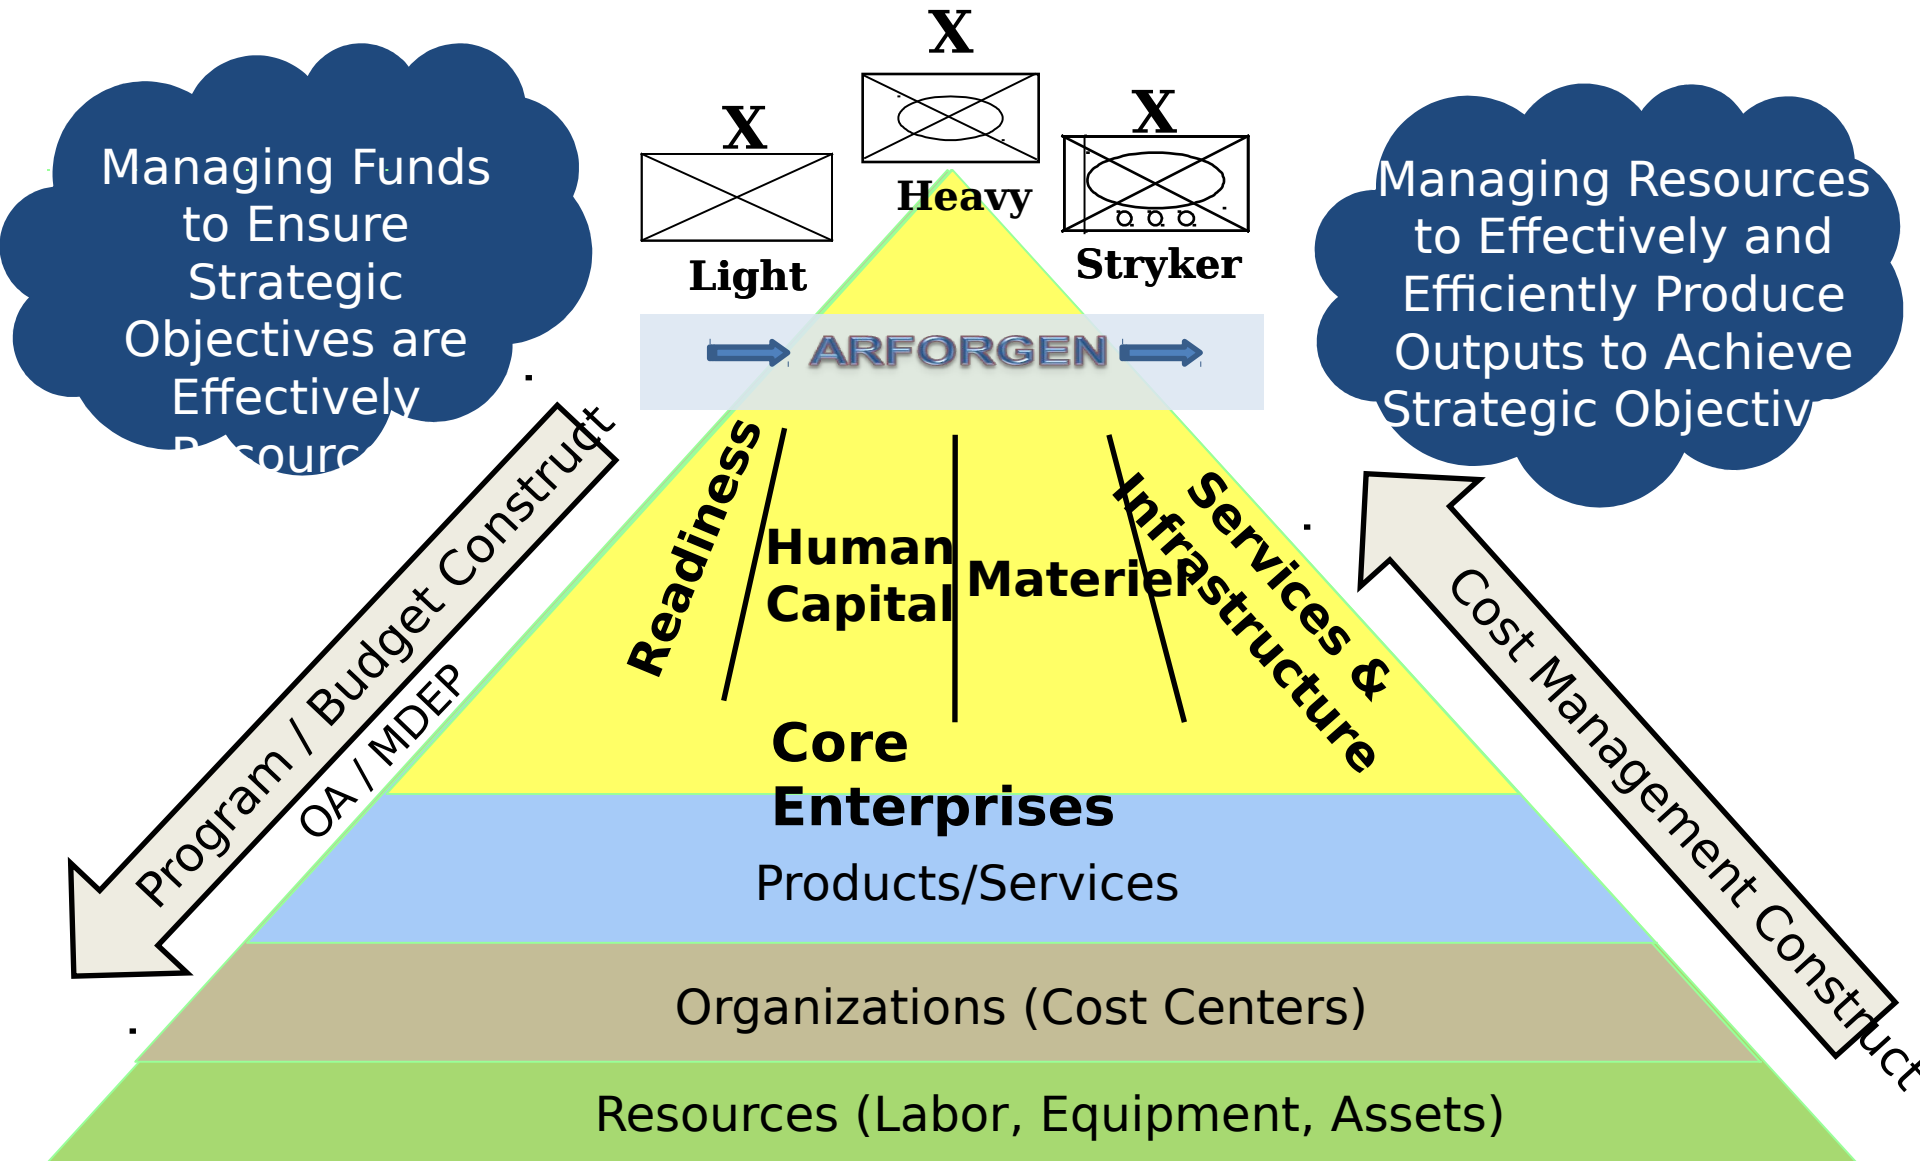 X
Heavy
X
Light
X
Stryker
Managing Funds
to Ensure
Strategic
Objectives are
Effectively
Managing Resources
to Effectively and
Efficiently Produce
Outputs to Achieve
Strategic
ARFORGEN
Program / Budget Construct
OA / MDEP
Readiness
Human
Capital
Materiel
Services &
Infrastructure
Cost Management Construct
Core
Enterprises
Products/Services
Organizations (Cost Centers)
Resources (Labor, Equipment, Assets)